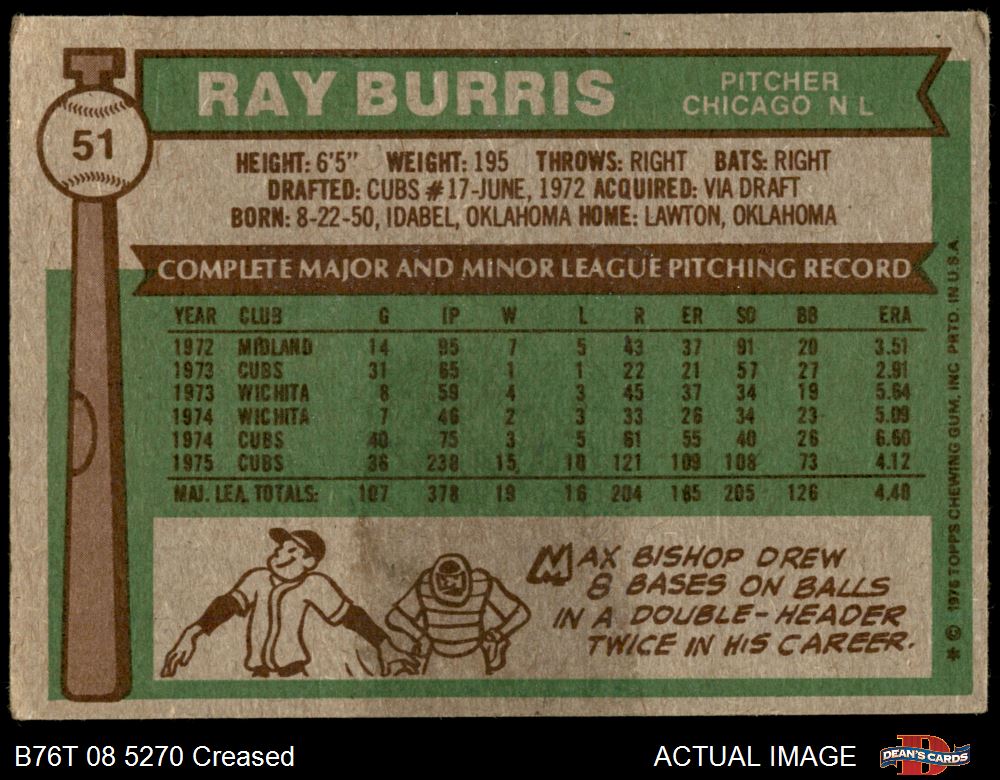 51
RAY BURRIS
PITCHER
CHICAGO N L
HEIGHT: 6'5" WEIGHT: 195 THROWS: RIGHT BATS: RIGHT
DRAFTED: CUBS #17-JUNE, 1972 ACQUIRED: VIA DRAFT
BORN: 8-22-50, IDABEL, OKLAHOMA HOME: LAWTON, OKLAHOMA
COMPLETE MAJOR AND MINOR LEAGUE PITCHING RECORD
YEAR CLUB G IP W L R ER SO BB ERA
1972 MIDLAND 14 95 7 5 43 37 91 20 3.51
1973 CUBS 31 65 1 1 22 21 57 27 2.91
1973 WICHITA 8 59 4 3 45 37 34 19 5.64
1974 WICHITA 7 46 2 3 33 26 34 23 5.09
1974 CUBS 40 75 3 5 61 55 40 26 6.60
1975 CUBS 36 238 15 10 121 109 108 73 4.12
MAJ. LEA. TOTALS: 107 378 19 16 204 185 205 126 4.40
MAX BISHOP DREW
8 BASES ON BALLS
IN A DOUBLE-HEADER
TWICE IN HIS CAREER.
* © 1976 TOPPS CHEWING GUM, INC PRTD. IN U.S.A.
B76T 08 5270 Creased
ACTUAL IMAGE
DEAN'S CARDS